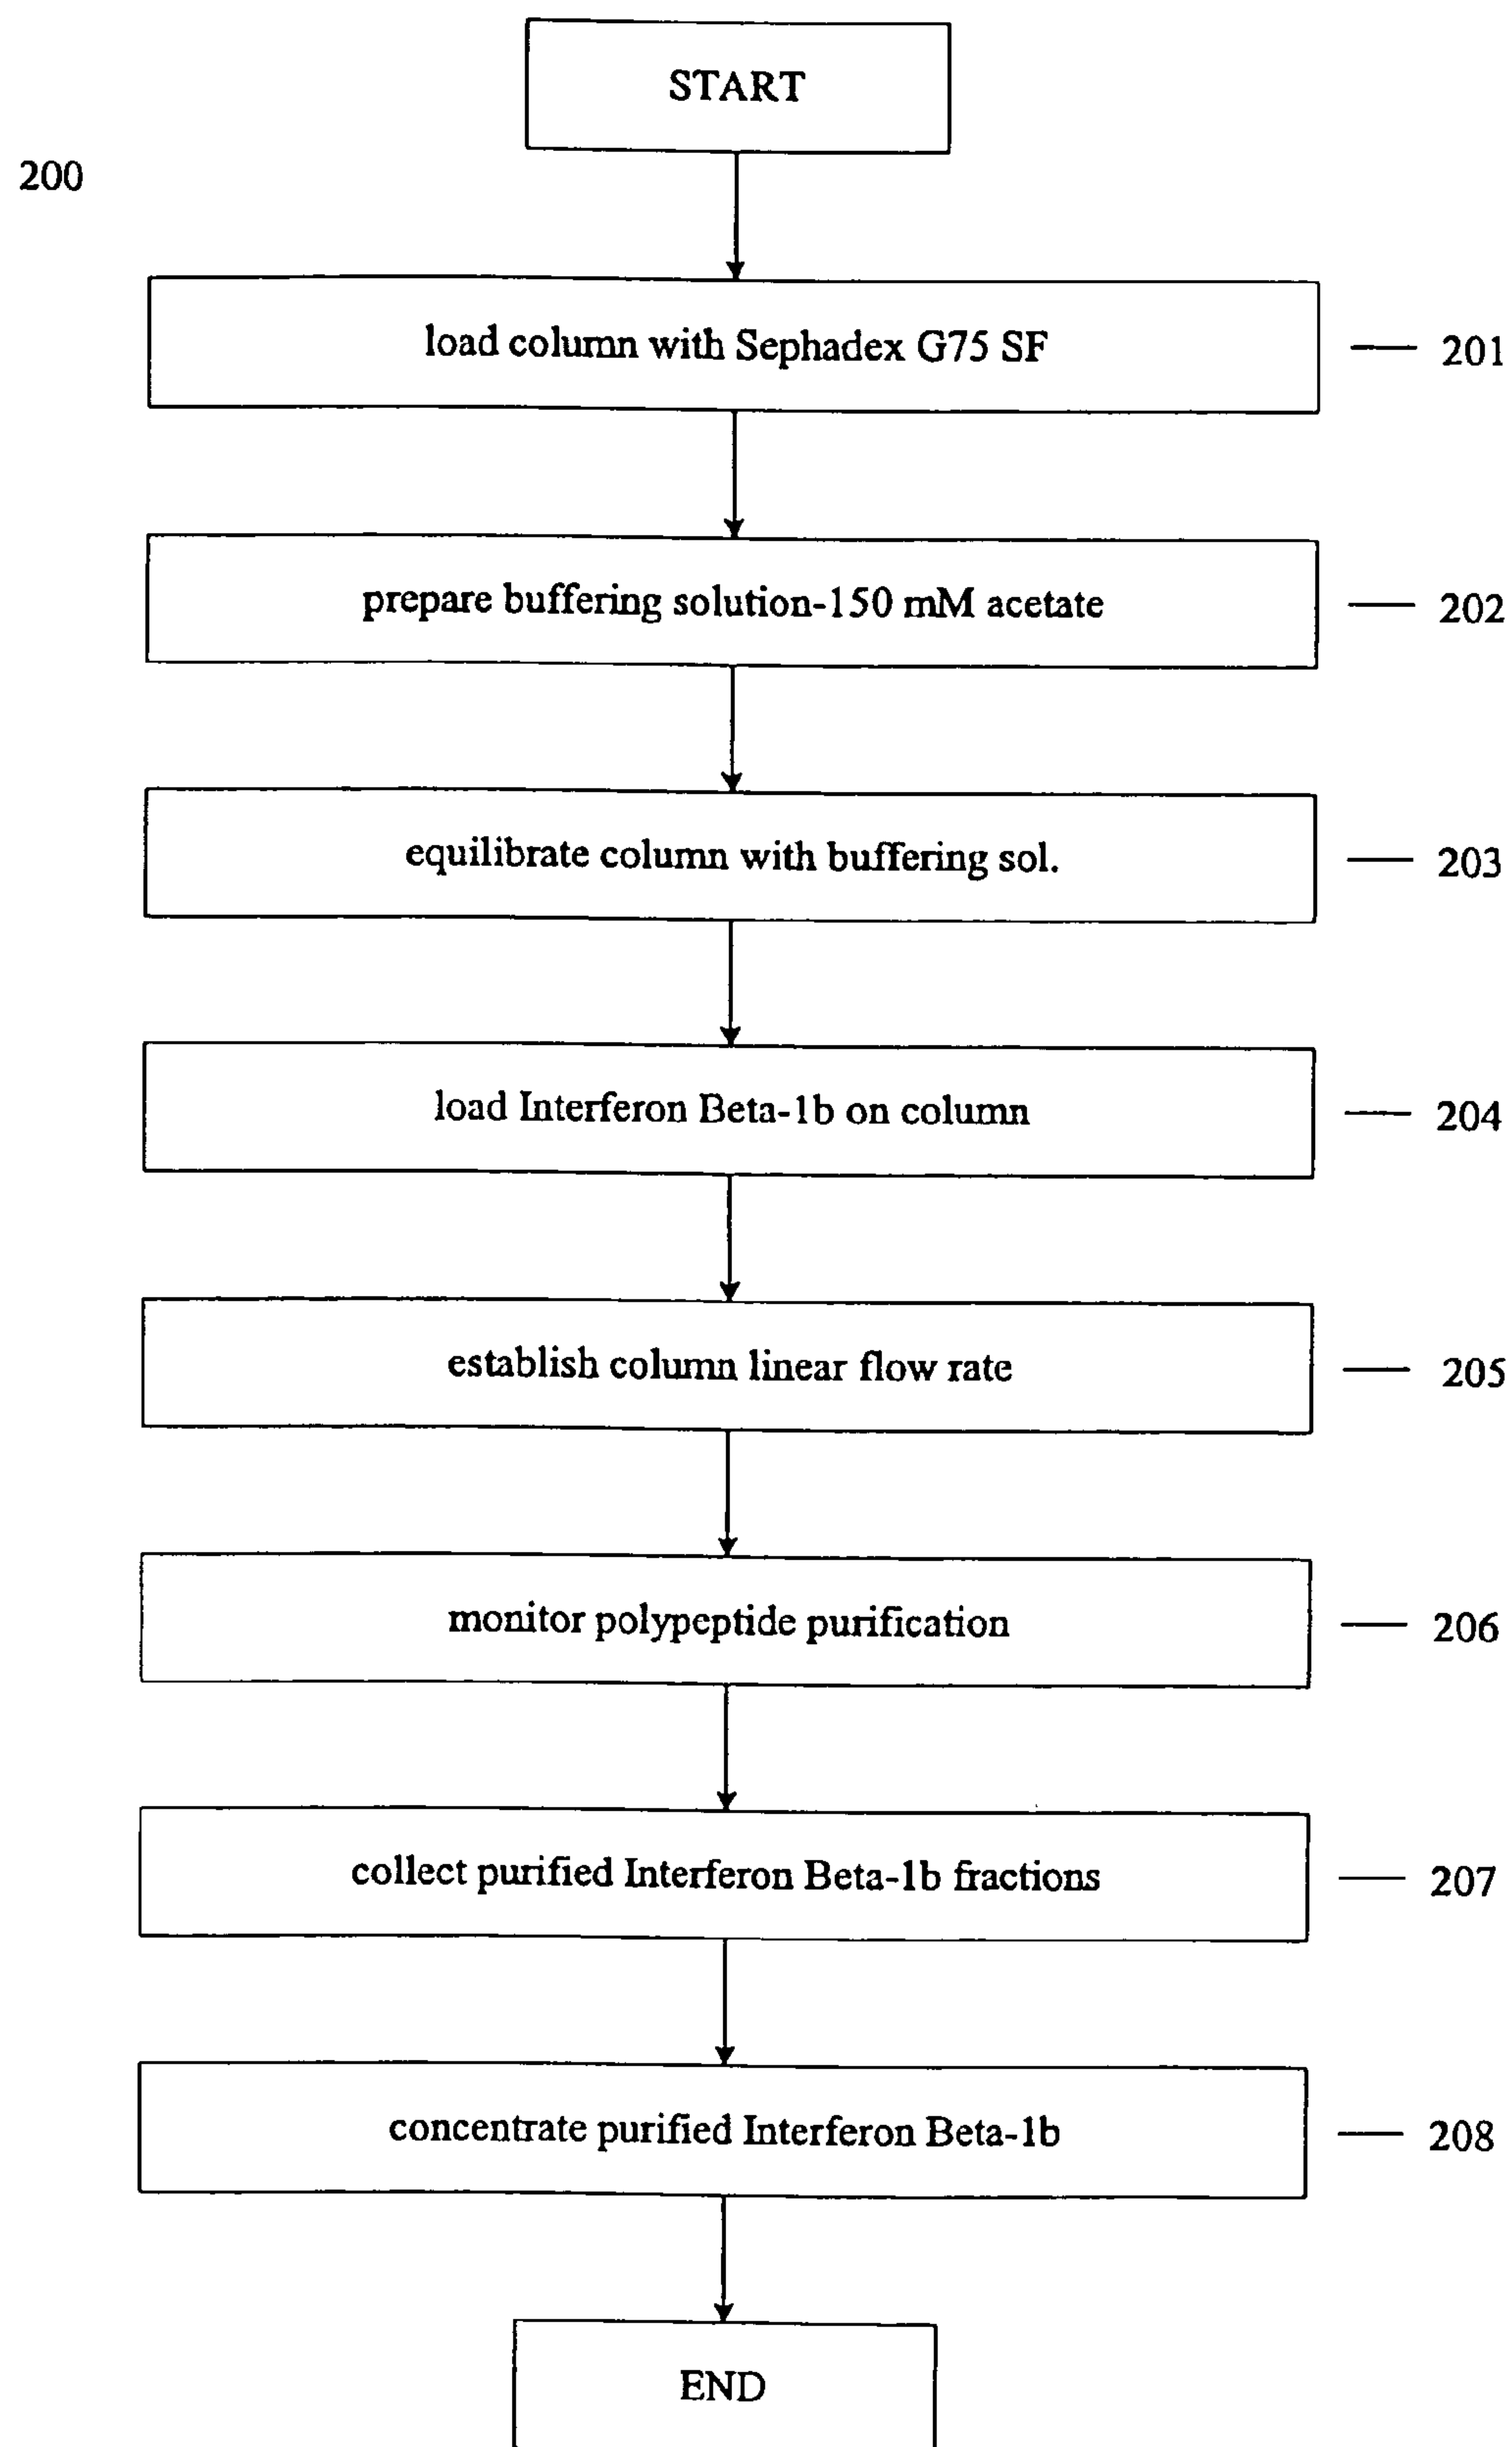 START
200
load column with Sephadex G75 SF
201
prepare buffering solution-150 mM acetate
202
equilibrate column with buffering sol.
203
load Interferon Beta-1b on column
204
establish column linear flow rate
205
monitor polypeptide purification
206
collect purified Interferon Beta-1b fractions
207
concentrate purified Interferon Beta-1b
208
END